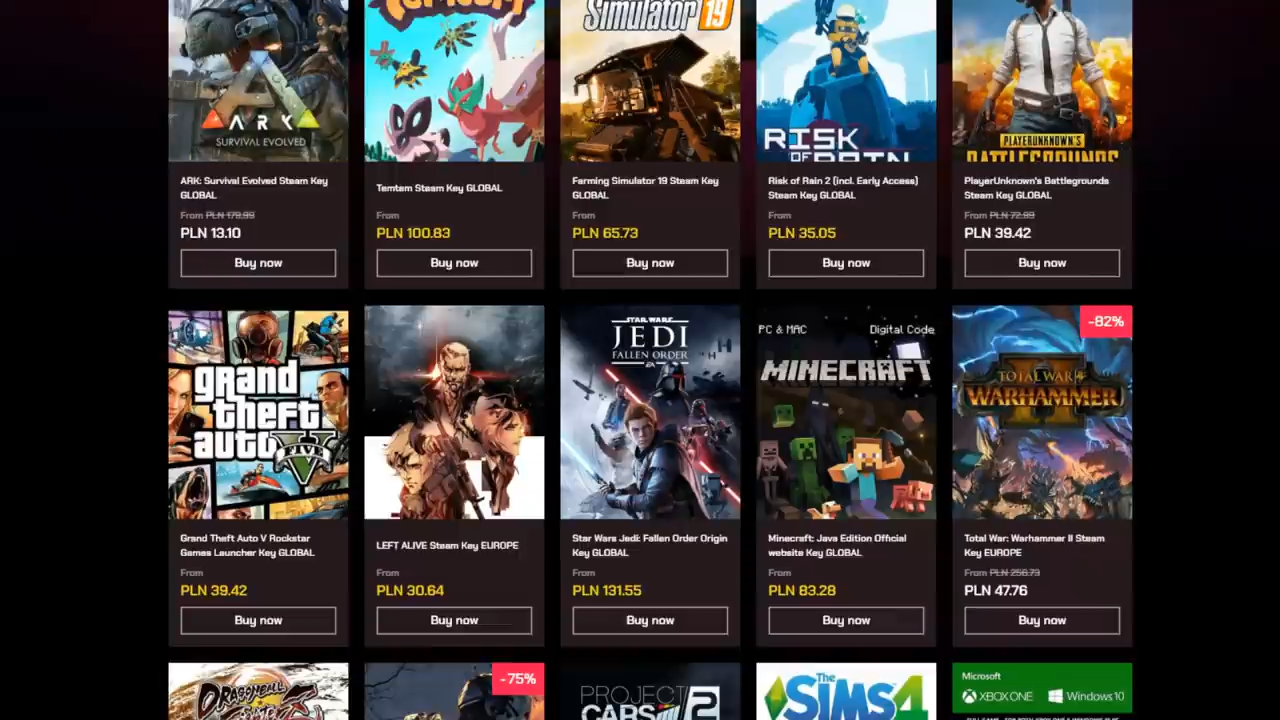 Simulator 19
ARK
SURVIVAL EVOLVED
RISK
OF RAIN
PLAYERUNKNOWN'S
BATTLEGROUNDS
ARK: Survival Evolved Steam Key
GLOBAL
From PLN 179.99
PLN 13.10
Buy now
Temtem Steam Key GLOBAL
From
PLN 100.83
Buy now
Farming Simulator 19 Steam Key
GLOBAL
From
PLN 65.73
Buy now
Risk of Rain 2 (incl. Early Access)
Steam Key GLOBAL
From
PLN 35.05
Buy now
PlayerUnknown's Battlegrounds
Steam Key GLOBAL
From PLN 72.99
PLN 39.42
Buy now
grand
theft
auto V
FIVE
Grand Theft Auto V Rockstar
Games Launcher Key GLOBAL
From
PLN 39.42
Buy now
LEFT ALIVE Steam Key EUROPE
From
PLN 30.64
Buy now
STAR WARS
JEDI
FALLEN ORDER
EA
Star Wars Jedi: Fallen Order Origin
Key GLOBAL
From
PLN 131.55
Buy now
PC & MAC Digital Code
MINECRAFT
Minecraft: Java Edition Official
website Key GLOBAL
From
PLN 83.28
Buy now
-82%
TOTAL WAR
WARHAMMER
II
Total War: Warhammer II Steam
Key EUROPE
From PLN 256.73
PLN 47.76
Buy now
DRAGONBALL
-75%
PROJECT
CARS 2
The
SiMS 4
Microsoft
XBOX ONE Windows 10